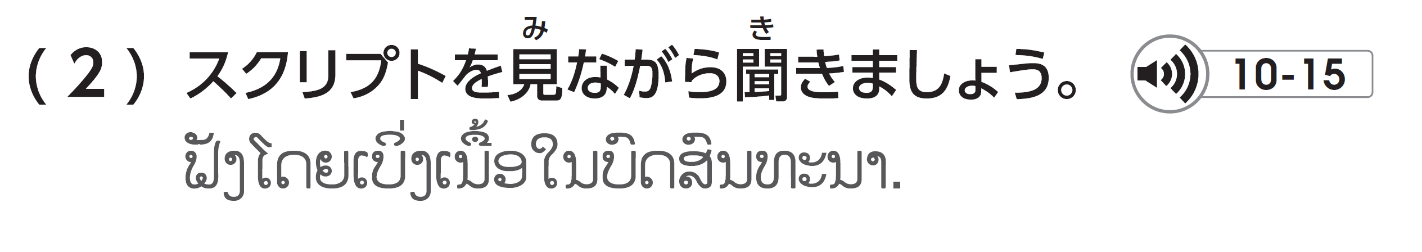 み き
(2) スクリプトを見ながら聞きましょう。 10-15
ຟັງໂດຍເບິ່ງເນື້ອໃນບົດສົນທະນາ.